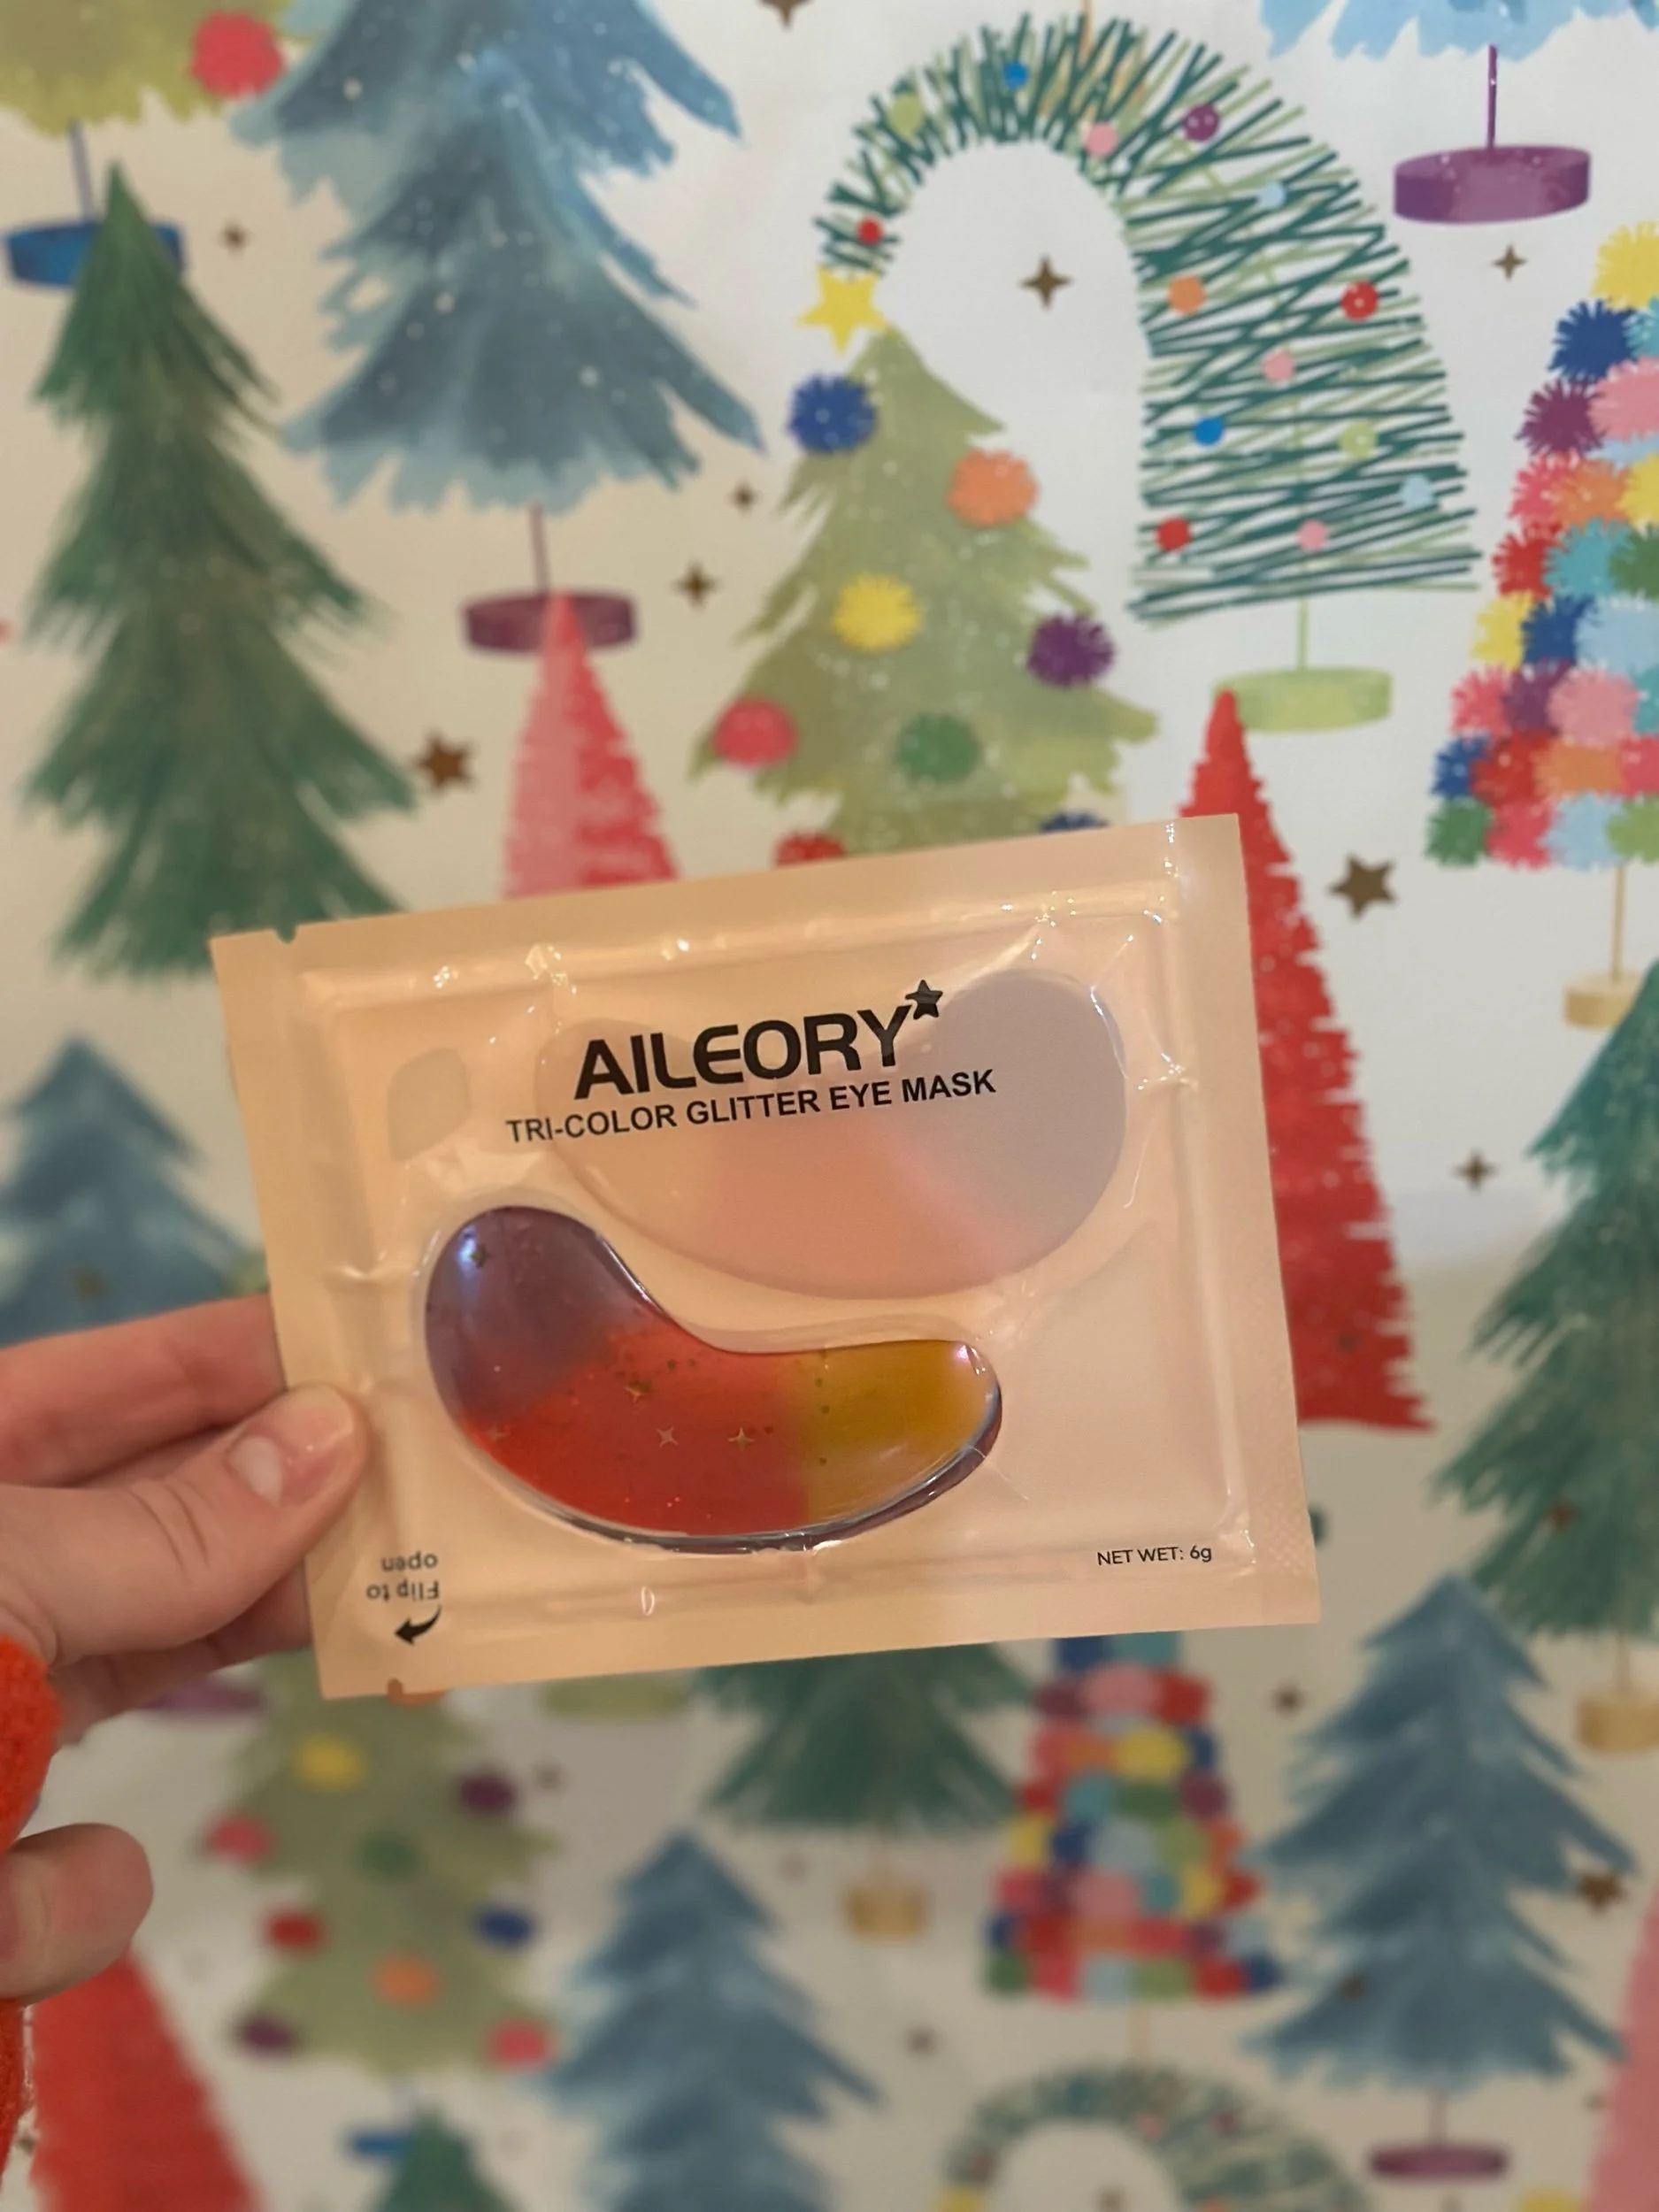 AILEORY
TRI-COLOR GLITTER EYE MASK
NET WET: 6g
Flip to
open